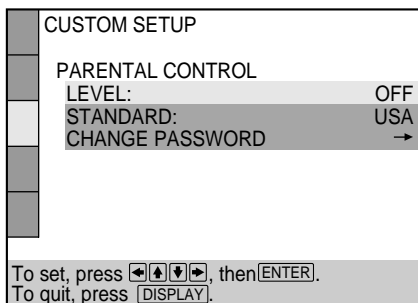 CUSTOM SETUP
PARENTAL CONTROL
LEVEL: OFF
STANDARD: USA
CHANGE PASSWORD →
To set, press ←↑↓→, then ENTER.
To quit, press DISPLAY.